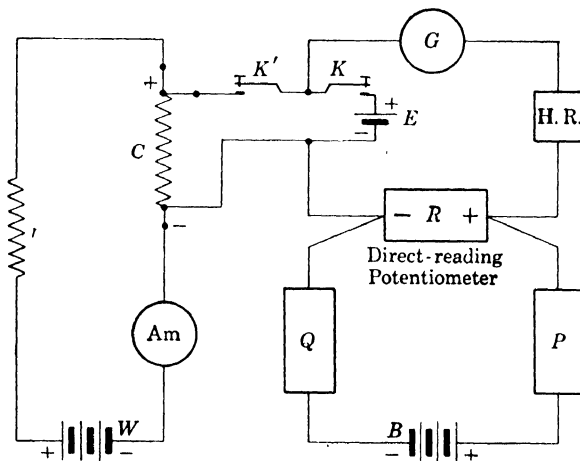 G
K'
K
+
+
E
H. R.
C
−
− R +
−
Direct-reading
Potentiometer
Am
Q
P
W
B
+
−
−
+